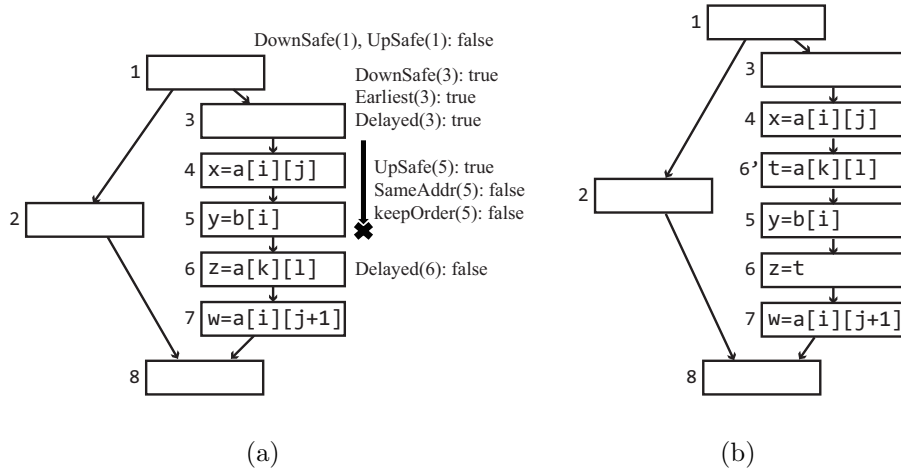 DownSafe(1), UpSafe(1): false
1
DownSafe(3): true
Earliest(3): true
Delayed(3): true
3
4 x=a[i][j]
UpSafe(5): true
SameAddr(5): false
keepOrder(5): false
2
5 y=b[i]
6 z=a[k][l]
Delayed(6): false
7 w=a[i][j+1]
8
(a)
1
3
4 x=a[i][j]
6’ t=a[k][l]
2
5 y=b[i]
6 z=t
7 w=a[i][j+1]
8
(b)